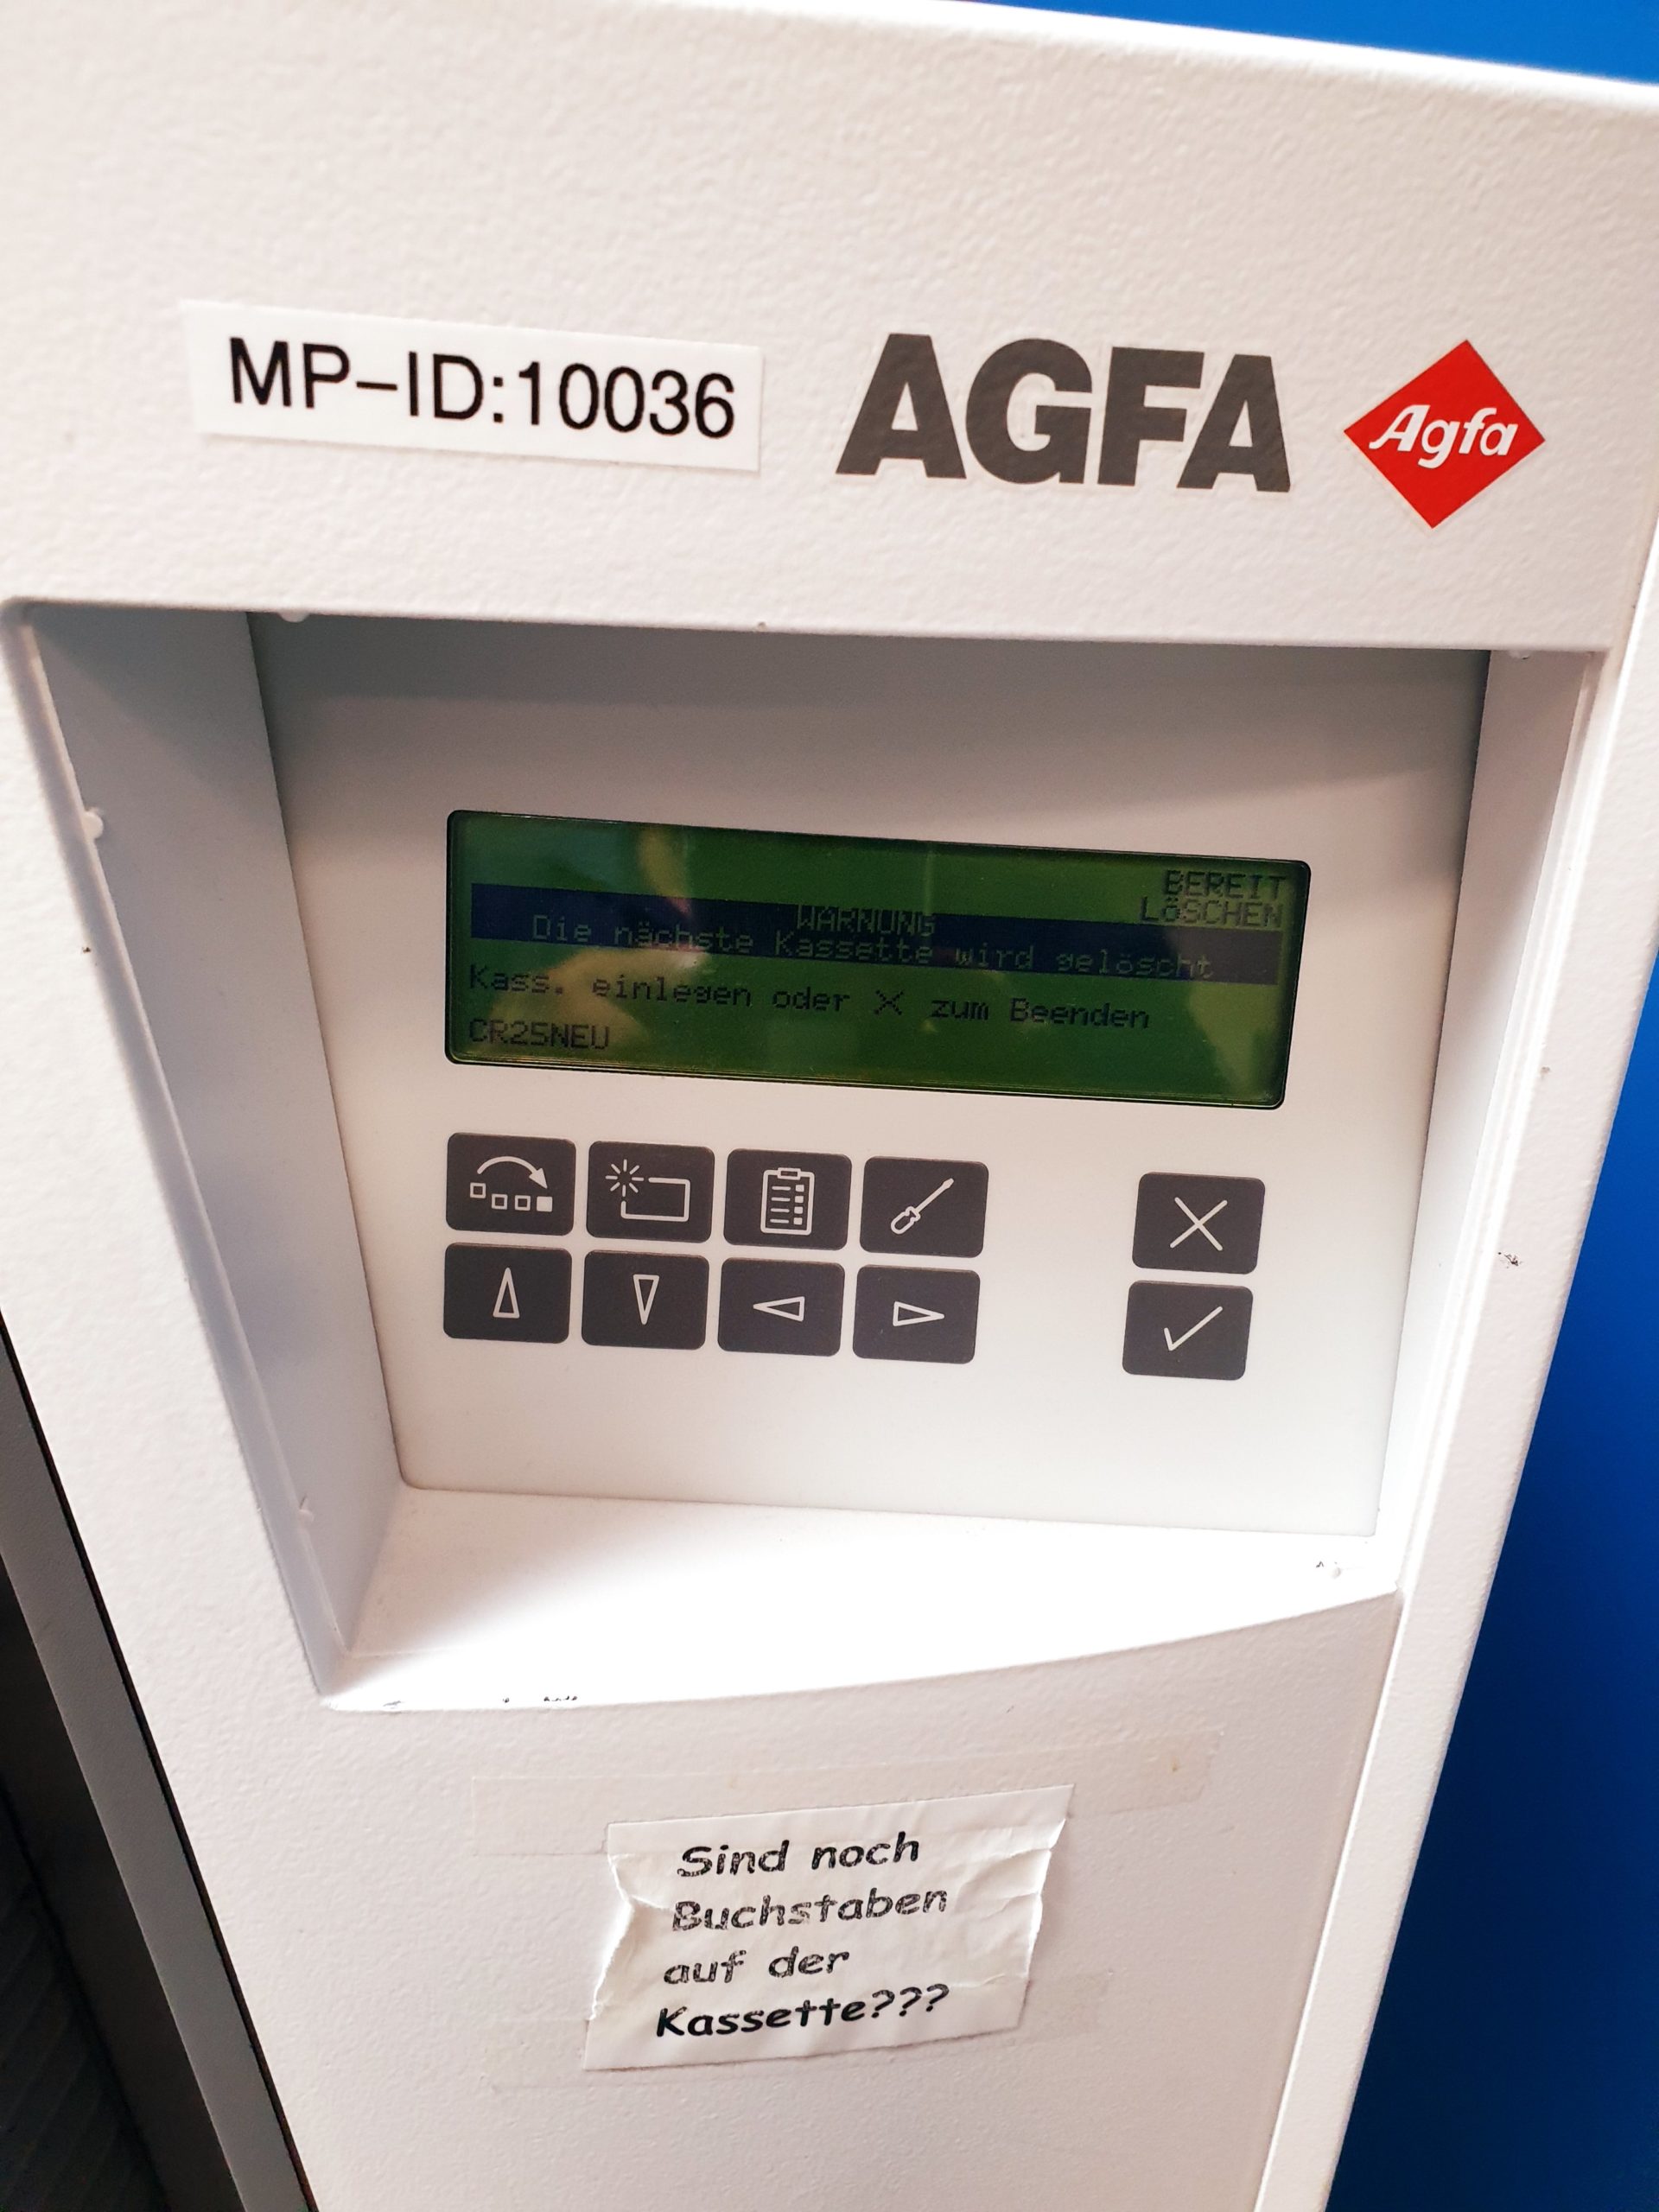 MP-ID:10036
AGFA
Agfa
BEREIT
LöSCHEN
WARNUNG
Die nächste Kassette wird gelöscht
Kass. einlegen oder X zum Beenden
CR25NEU
Sind noch
Buchstaben
auf der
Kassette???